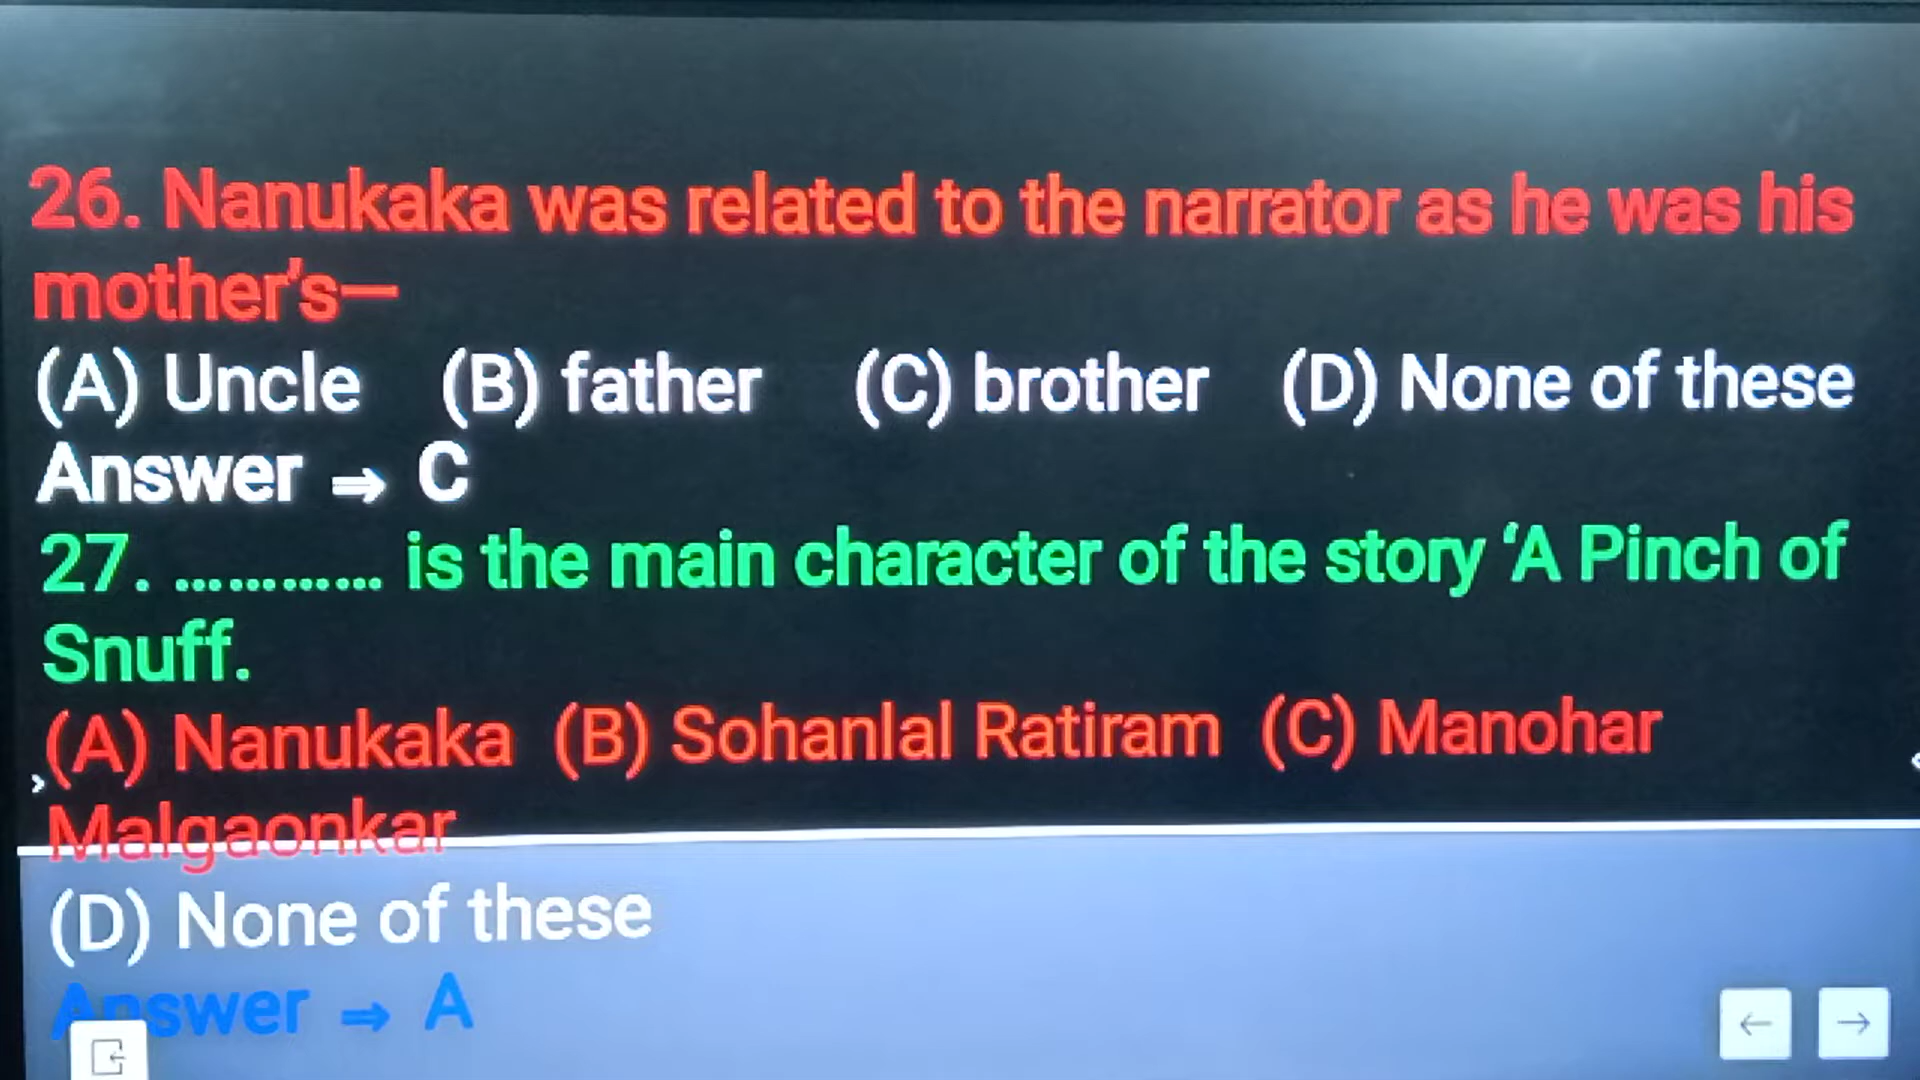 26. Nanukaka was related to the narrator as he was his
mother's—
(A) Uncle (B) father (C) brother (D) None of these
Answer ⇒ C
27. ............ is the main character of the story ‘A Pinch of
Snuff.
(A) Nanukaka (B) Sohanlal Ratiram (C) Manohar
Malgaonkar
(D) None of these
Answer ⇒ A